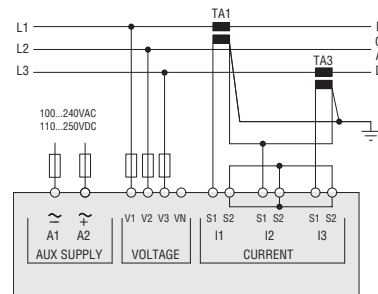 TA1
L1
L2
L3
TA3
100...240VAC
110...250VDC
V1 V2 V3 VN
S1 S2 S1 S2 S1 S2
A1 A2
I1 I2 I3
AUX SUPPLY VOLTAGE CURRENT